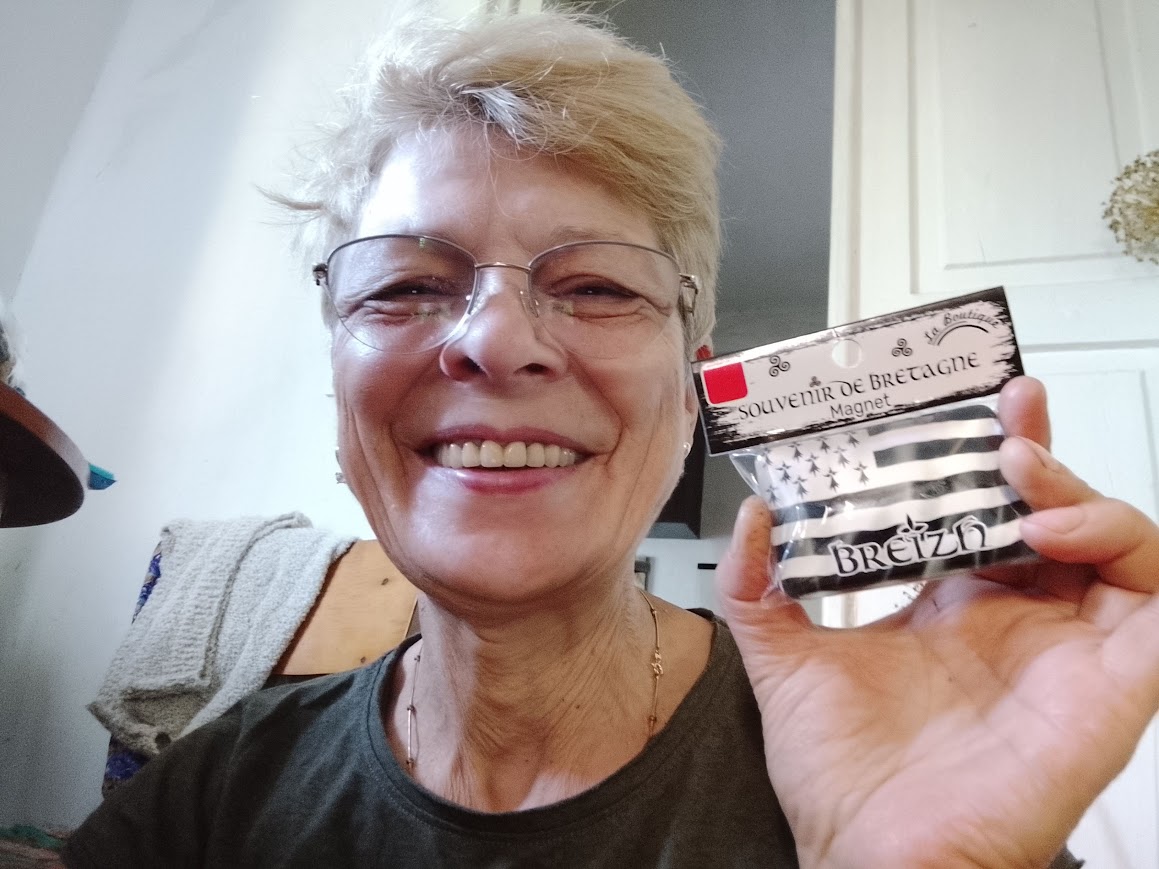 La Boutique
SOUVENIR DE BRETAGNE
Magnet
BREIZH